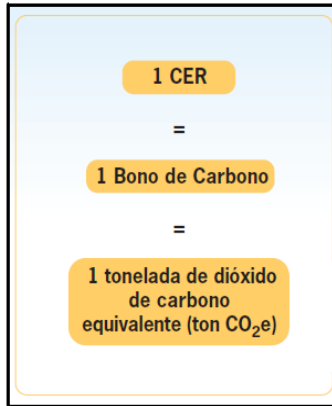 1 CER
=
1 Bono de Carbono
=
1 tonelada de dióxido
de carbono
equivalente (ton CO₂e)